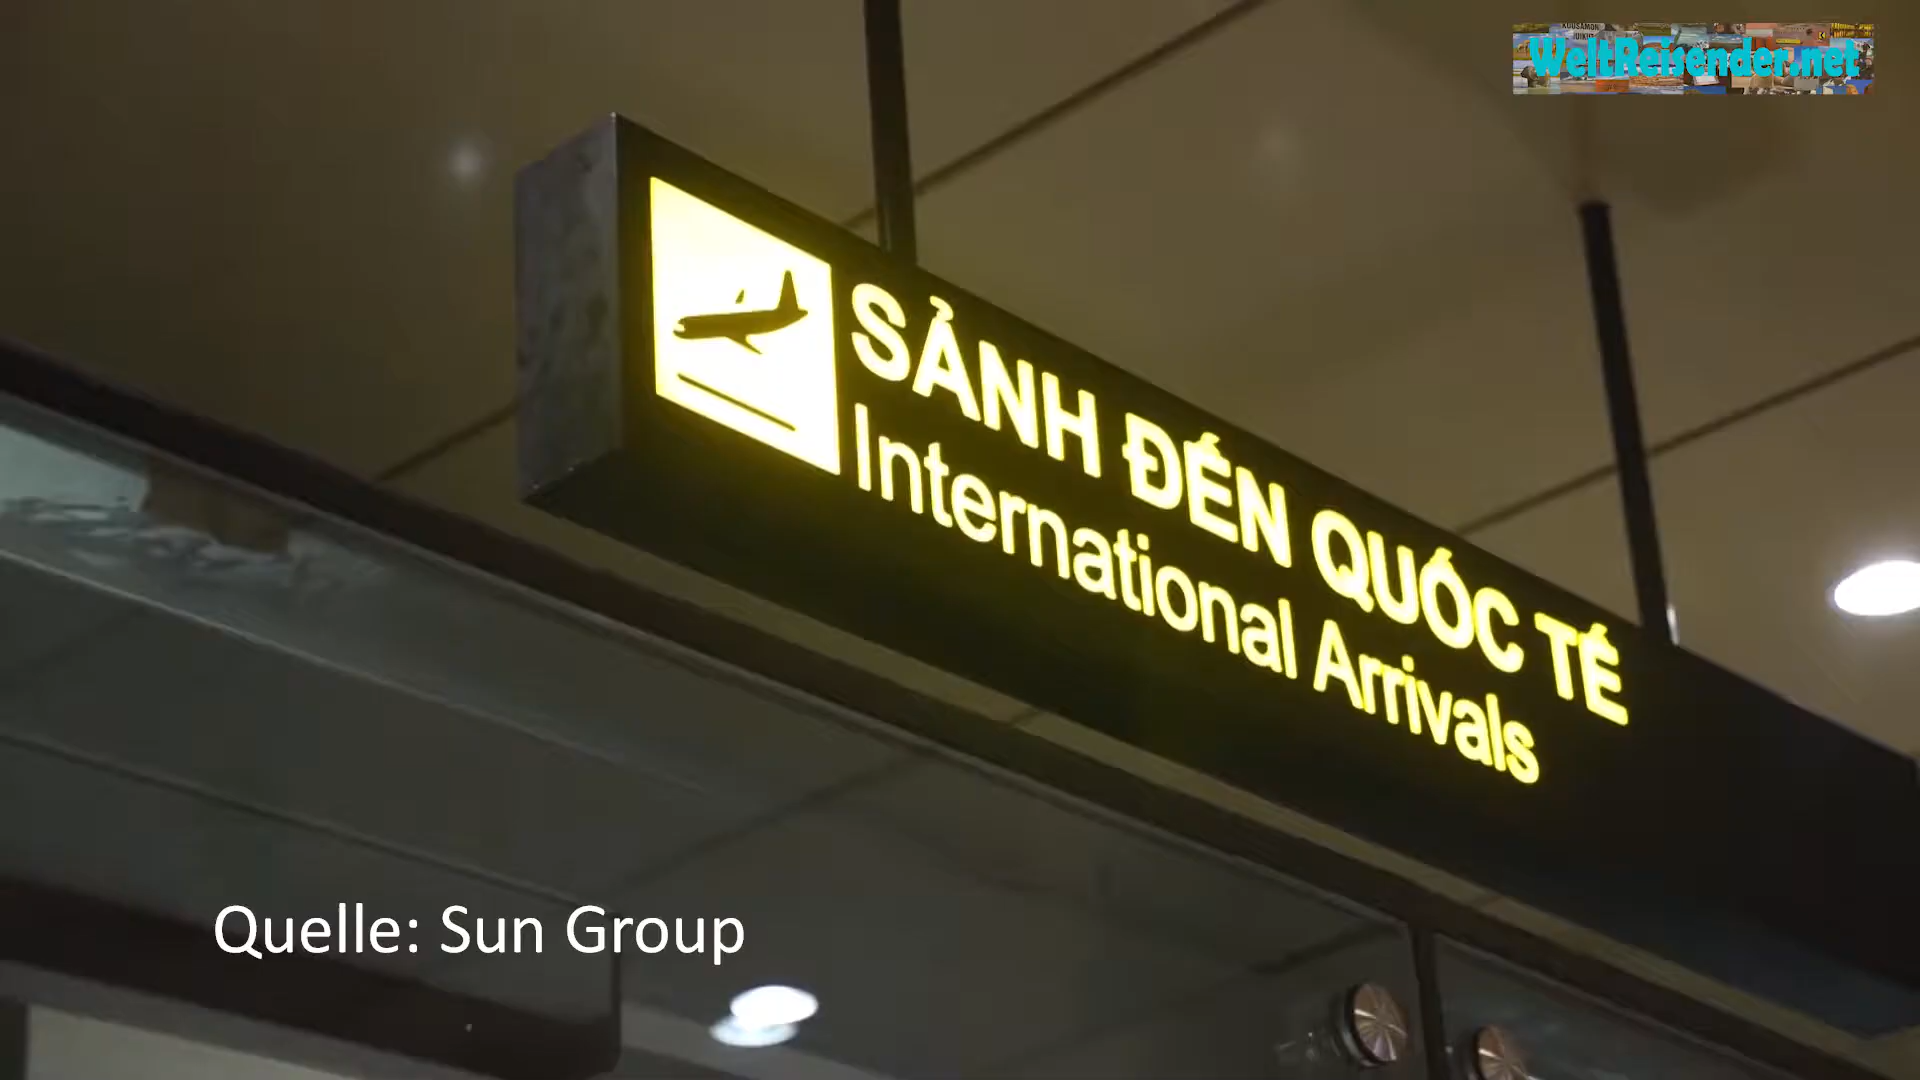 WeltReisender.net
SẢNH ĐẾN QUỐC TẾ
International Arrivals
Quelle: Sun Group